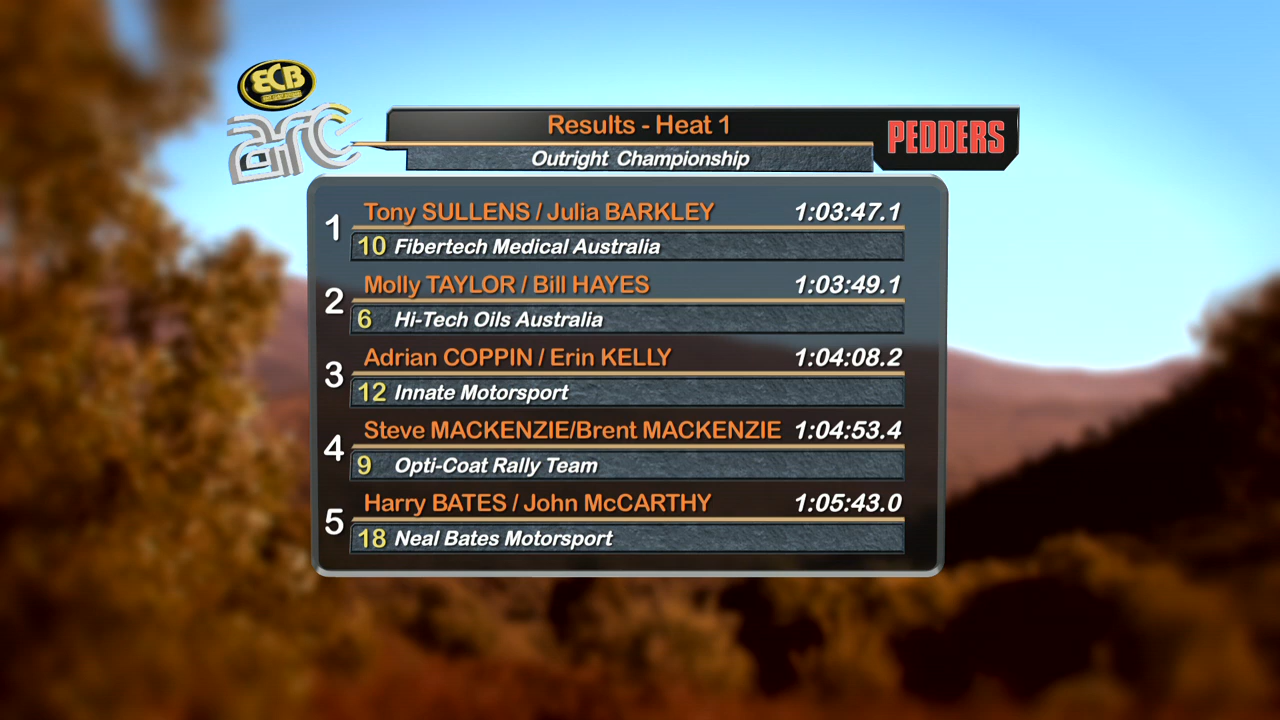 ECB
arc
Results - Heat 1
PEDDERS
Outright Championship
1 Tony SULLENS / Julia BARKLEY 1:03:47.1
10 Fibertech Medical Australia
2 Molly TAYLOR / Bill HAYES 1:03:49.1
6 Hi-Tech Oils Australia
3 Adrian COPPIN / Erin KELLY 1:04:08.2
12 Innate Motorsport
4 Steve MACKENZIE/Brent MACKENZIE 1:04:53.4
9 Opti-Coat Rally Team
5 Harry BATES / John McCARTHY 1:05:43.0
18 Neal Bates Motorsport